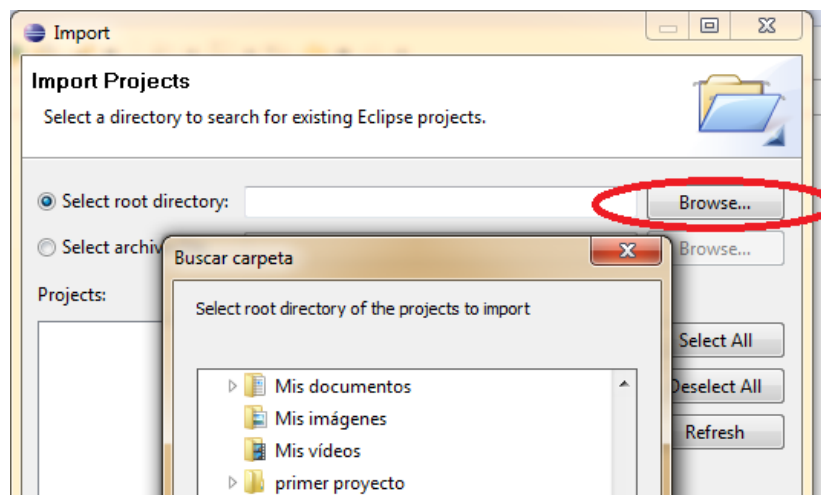 Import
Import Projects
Select a directory to search for existing Eclipse projects.
Select root directory:
Browse...
Select archiv
Browse...
Buscar carpeta
Projects:
Select root directory of the projects to import
Select All
Mis documentos
Deselect All
Mis imágenes
Refresh
Mis vídeos
primer proyecto